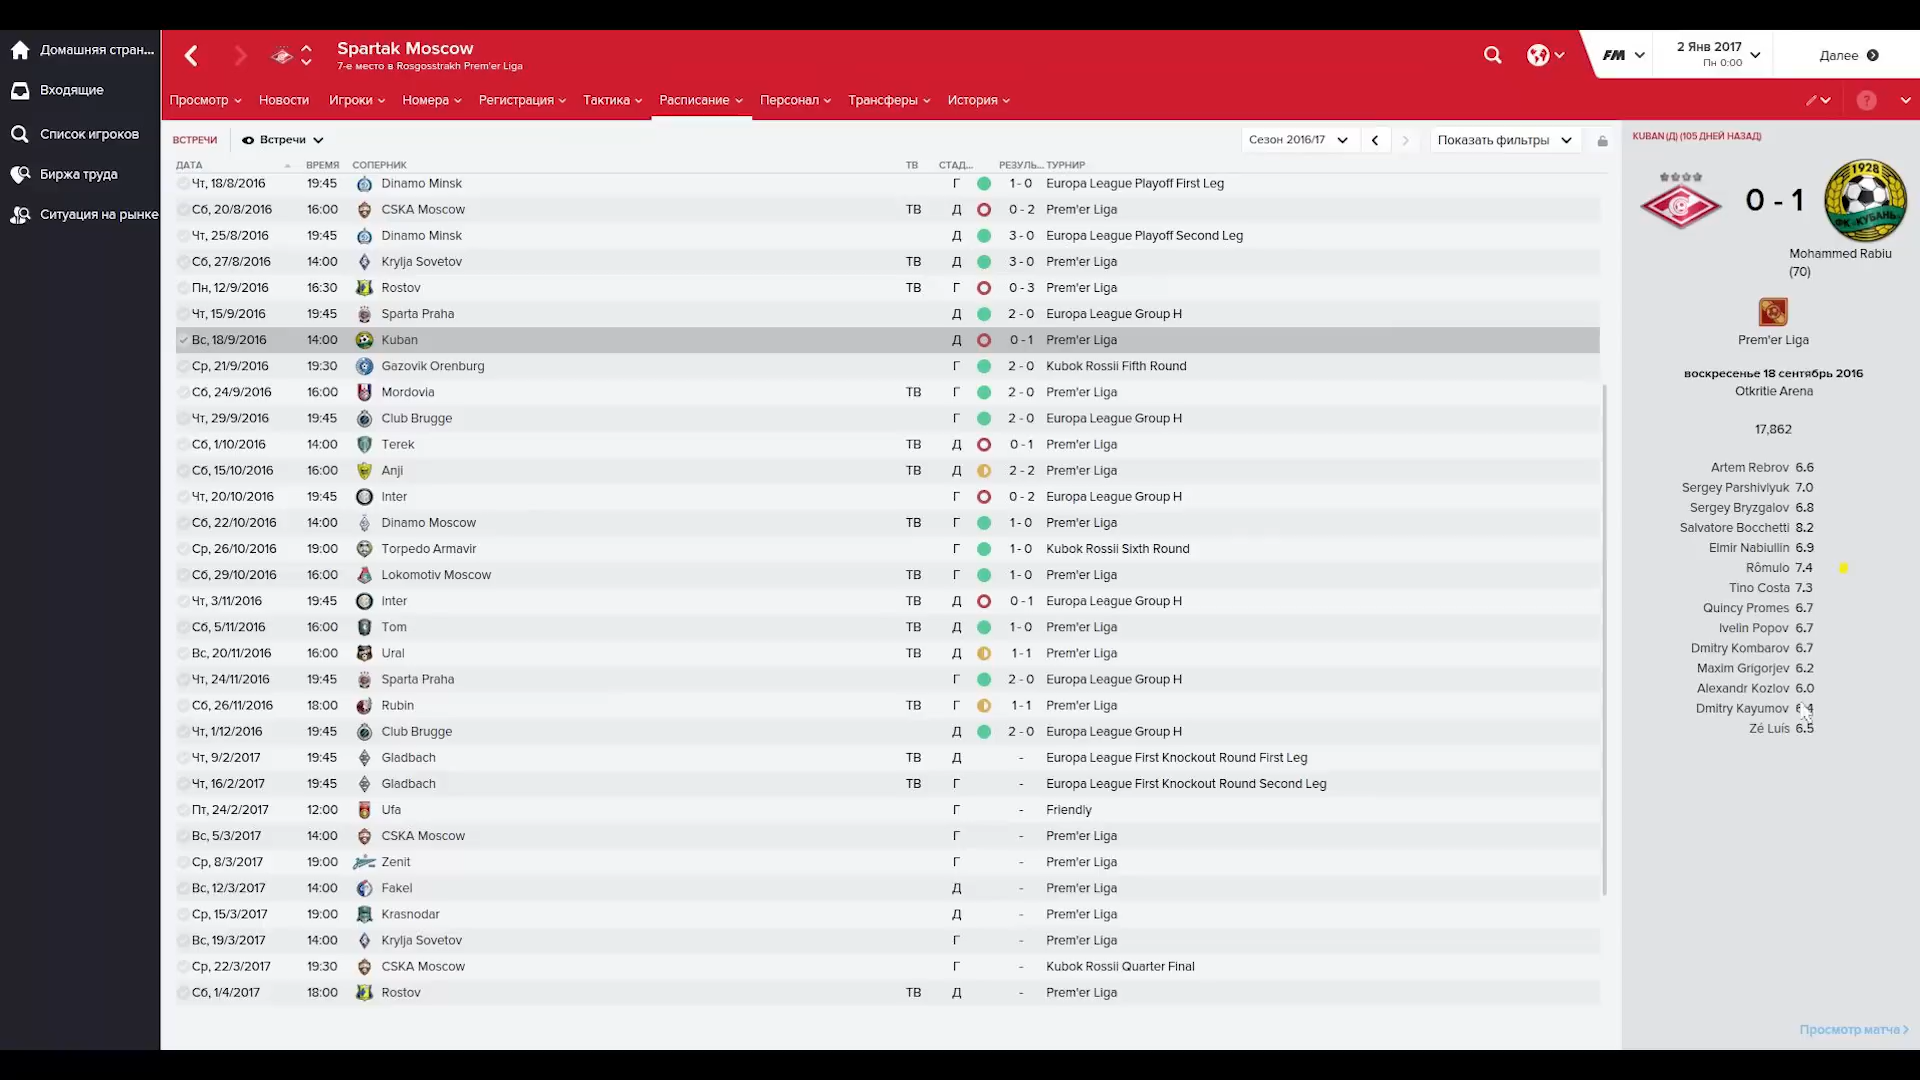 Домашняя стран...
Входящие
Список игроков
Биржа труда
Ситуация на рынке
Spartak Moscow
7-е место в Rosgosstrakh Prem'er Liga
FM
2 Янв 2017
Пн 0:00
Далее
Просмотр Новости Игроки Номера Регистрация Тактика Расписание Персонал Трансферы История
?
ВСТРЕЧИ Встречи Сезон 2016/17 Показать фильтры
ДАТА ВРЕМЯ СОПЕРНИК ТВ СТАД... РЕЗУЛЬ... ТУРНИР
Чт, 18/8/2016 19:45 Dinamo Minsk Г 1 - 0 Europa League Playoff First Leg
Сб, 20/8/2016 16:00 CSKA Moscow ТВ Д 0 - 2 Prem'er Liga
Чт, 25/8/2016 19:45 Dinamo Minsk Д 3 - 0 Europa League Playoff Second Leg
Сб, 27/8/2016 14:00 Krylja Sovetov ТВ Д 3 - 0 Prem'er Liga
Пн, 12/9/2016 16:30 Rostov ТВ Г 0 - 3 Prem'er Liga
Чт, 15/9/2016 19:45 Sparta Praha Д 2 - 0 Europa League Group H
Вс, 18/9/2016 14:00 Kuban Д 0 - 1 Prem'er Liga
Ср, 21/9/2016 19:30 Gazovik Orenburg Г 2 - 0 Kubok Rossii Fifth Round
Сб, 24/9/2016 16:00 Mordovia ТВ Г 2 - 0 Prem'er Liga
Чт, 29/9/2016 19:45 Club Brugge Г 2 - 0 Europa League Group H
Сб, 1/10/2016 14:00 Terek ТВ Д 0 - 1 Prem'er Liga
Сб, 15/10/2016 16:00 Anji ТВ Д 2 - 2 Prem'er Liga
Чт, 20/10/2016 19:45 Inter Г 0 - 2 Europa League Group H
Сб, 22/10/2016 14:00 Dinamo Moscow ТВ Г 1 - 0 Prem'er Liga
Ср, 26/10/2016 19:00 Torpedo Armavir Г 1 - 0 Kubok Rossii Sixth Round
Сб, 29/10/2016 16:00 Lokomotiv Moscow ТВ Г 1 - 0 Prem'er Liga
Чт, 3/11/2016 19:45 Inter ТВ Д 0 - 1 Europa League Group H
Сб, 5/11/2016 16:00 Tom ТВ Д 1 - 0 Prem'er Liga
Вс, 20/11/2016 16:00 Ural ТВ Д 1 - 1 Prem'er Liga
Чт, 24/11/2016 19:45 Sparta Praha Г 2 - 0 Europa League Group H
Сб, 26/11/2016 18:00 Rubin ТВ Г 1 - 1 Prem'er Liga
Чт, 1/12/2016 19:45 Club Brugge Д 2 - 0 Europa League Group H
Чт, 9/2/2017 19:45 Gladbach ТВ Д - Europa League First Knockout Round First Leg
Чт, 16/2/2017 19:45 Gladbach ТВ Г - Europa League First Knockout Round Second Leg
Пт, 24/2/2017 12:00 Ufa Г - Friendly
Вс, 5/3/2017 14:00 CSKA Moscow Г - Prem'er Liga
Ср, 8/3/2017 19:00 Zenit Г - Prem'er Liga
Вс, 12/3/2017 14:00 Fakel Д - Prem'er Liga
Ср, 15/3/2017 19:00 Krasnodar Д - Prem'er Liga
Вс, 19/3/2017 14:00 Krylja Sovetov Г - Prem'er Liga
Ср, 22/3/2017 19:30 CSKA Moscow Г - Kubok Rossii Quarter Final
Сб, 1/4/2017 18:00 Rostov ТВ Д - Prem'er Liga
KUBAN (Д) (105 ДНЕЙ НАЗАД)
1928
0 - 1
ФК «КУБАНЬ»
Mohammed Rabiu
(70)
Prem'er Liga
воскресенье 18 сентябрь 2016
Otkritie Arena
17,862
Artem Rebrov 6.6
Sergey Parshivlyuk 7.0
Sergey Bryzgalov 6.8
Salvatore Bocchetti 8.2
Elmir Nabiullin 6.9
Rômulo 7.4
Tino Costa 7.3
Quincy Promes 6.7
Ivelin Popov 6.7
Dmitry Kombarov 6.7
Maxim Grigorjev 6.2
Alexandr Kozlov 6.0
Dmitry Kayumov
Zé Luís 6.5
Просмотр матча